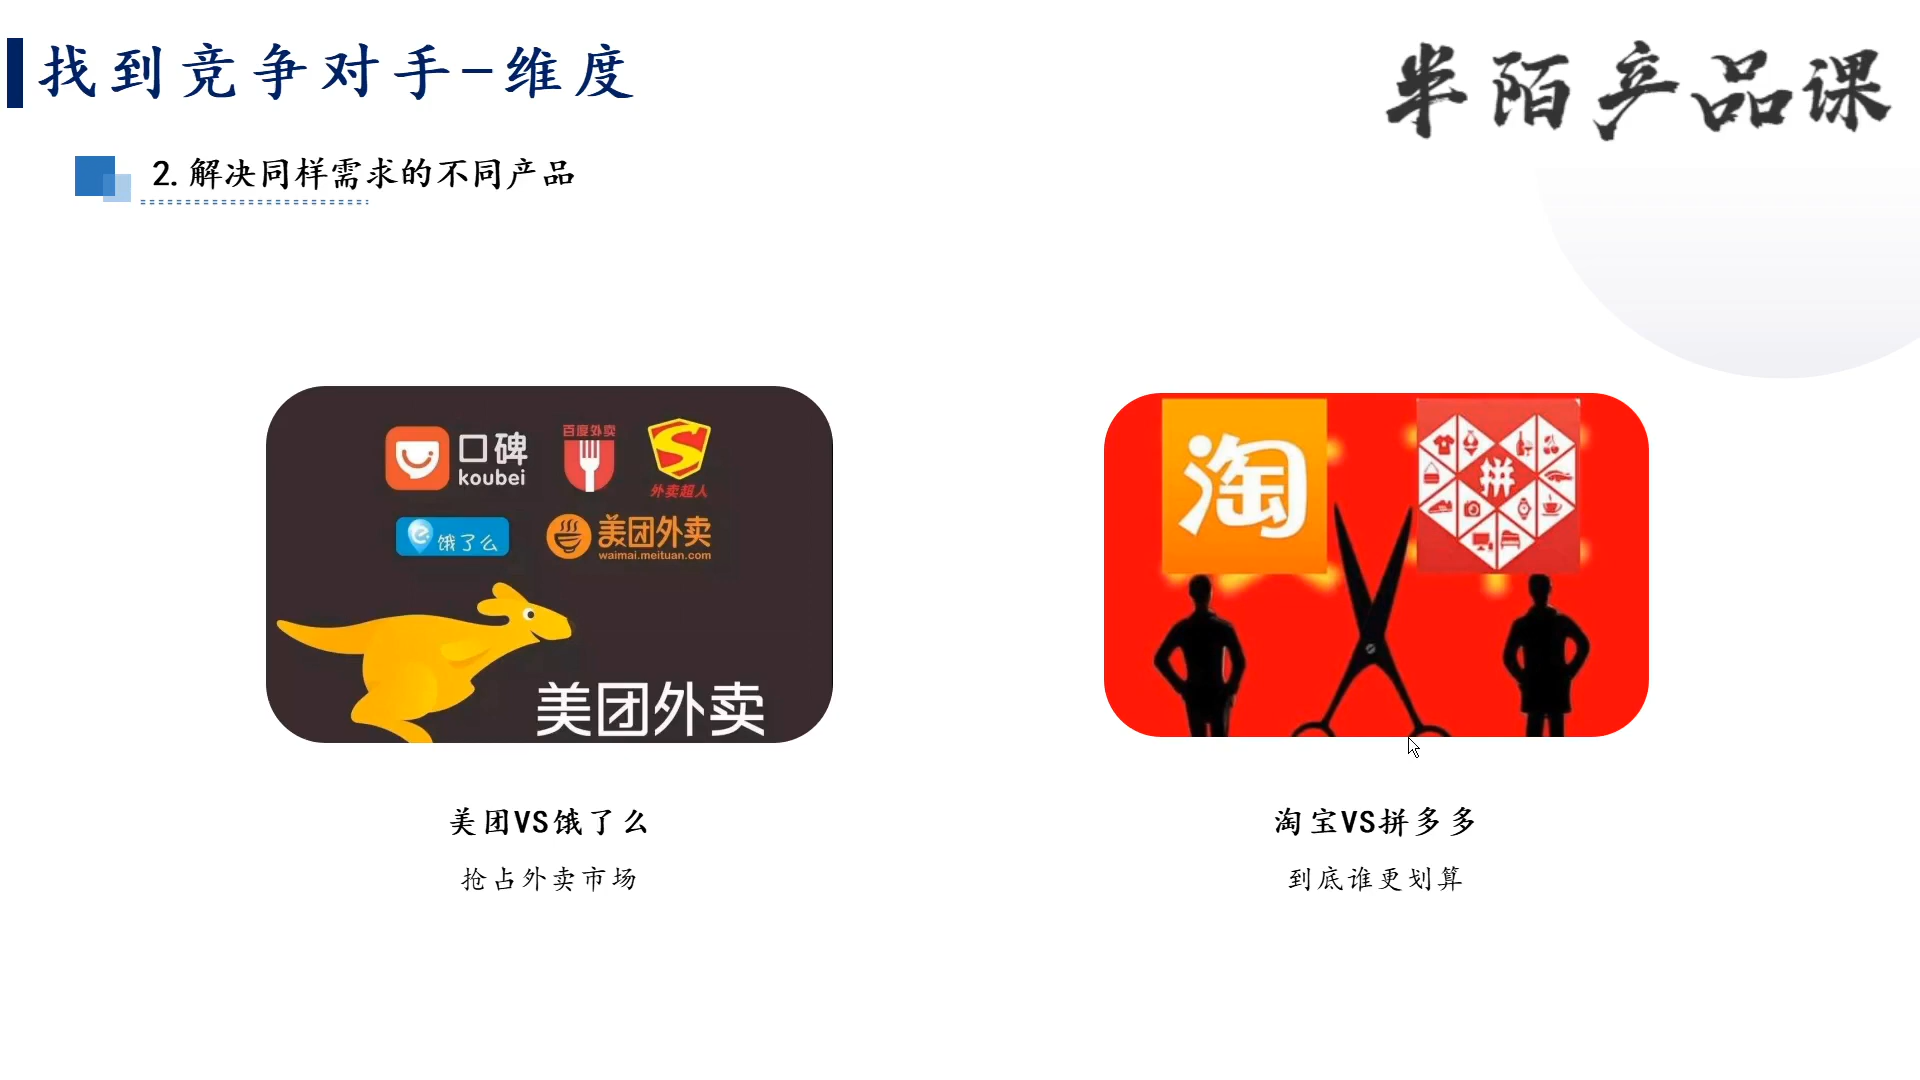 找到竞争对手-维度
半陌产品课
2.解决同样需求的不同产品
口碑
koubei
百度外卖
外卖超人
饿了么
美团外卖
waimai.meituan.com
美团外卖
淘
拼
美团VS饿了么
抢占外卖市场
淘宝VS拼多多
到底谁更划算